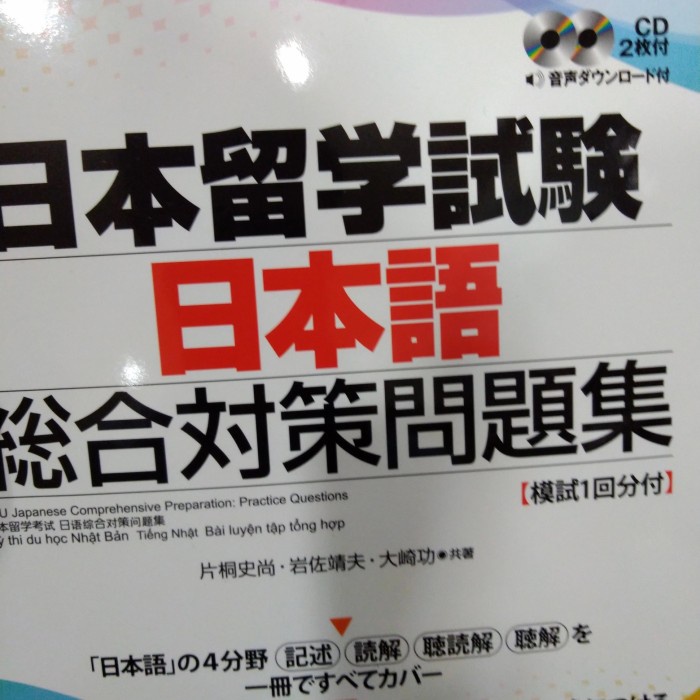 CD
2枚付
音声ダウンロード付
日本留学試験
日本語
総合対策問題集
【模試1回分付】
U Japanese Comprehensive Preparation: Practice Questions
本留学考试 日语综合对策问题集
thi du học Nhật Bản Tiếng Nhật Bài luyện tập tổng hợp
片桐史尚・岩佐靖夫・大崎功●共著
「日本語」の4分野 記述 読解 聴読解 聴解 を
一冊ですべてカバー